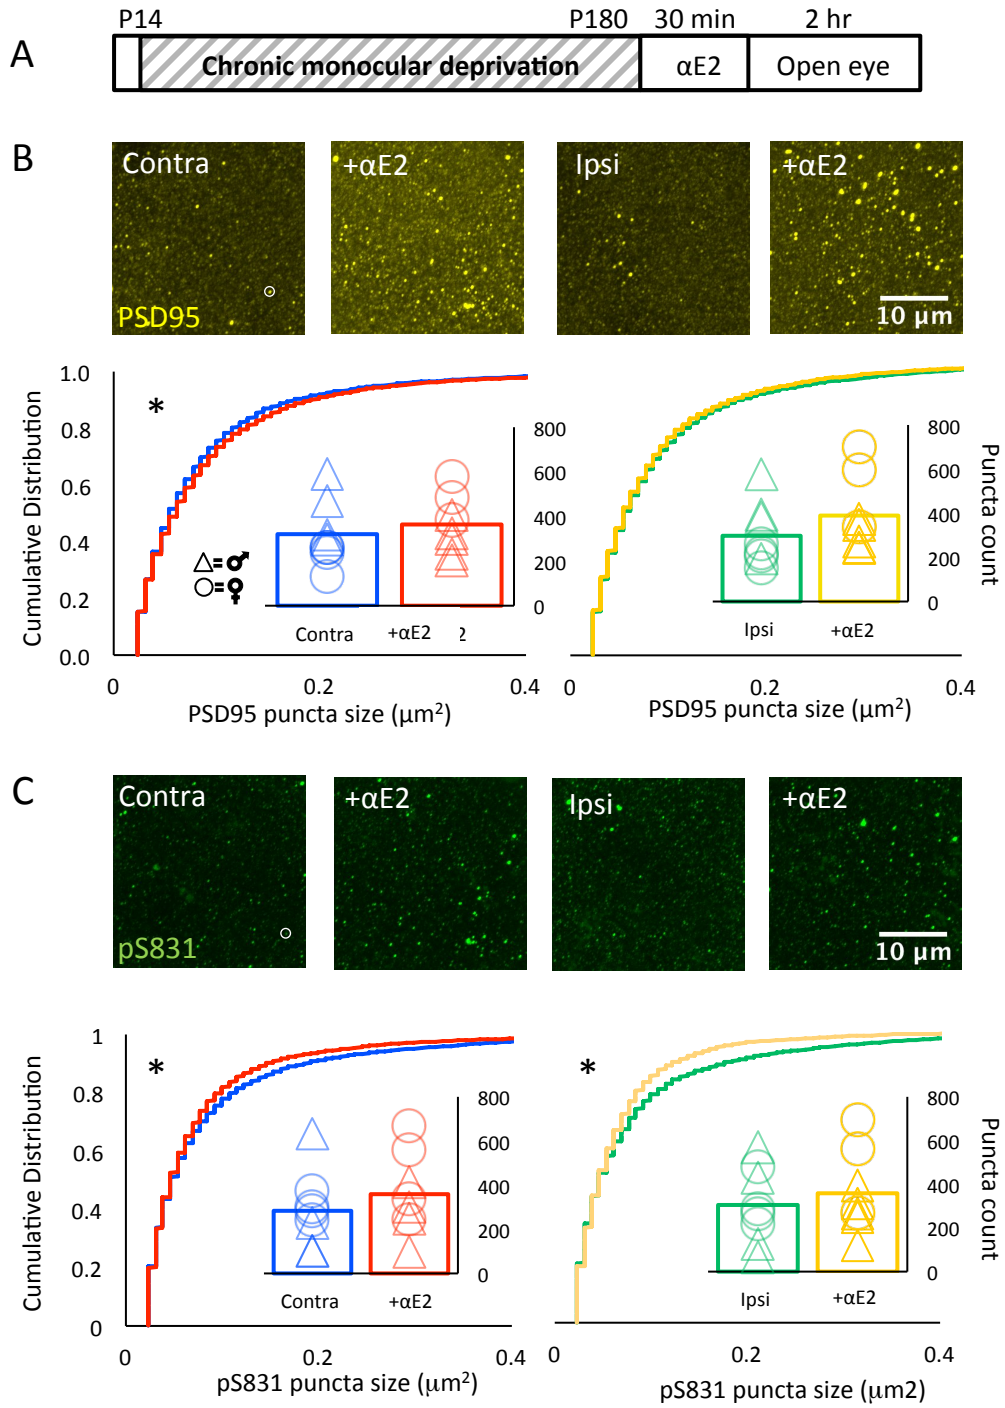 P14 P180 30 min 2 hr
A
Chronic monocular deprivation αE2 Open eye
B
Contra +αE2 Ipsi +αE2
PSD95 10 µm
1.0
0.8
0.6
0.4
0.2
0.0
Cumulative Distribution
*
△=♂
○=♀
800
600
400
200
0
Contra +αE2 2
0 0.2 0.4
PSD95 puncta size (µm²)
800
600
400
200
0
Puncta count
Ipsi +αE2
0 0.2 0.4
PSD95 puncta size (µm²)
C
Contra +αE2 Ipsi +αE2
pS831 10 µm
1
0.8
0.6
0.4
0.2
0
Cumulative Distribution
*
800
600
400
200
0
Contra +αE2
0 0.2 0.4
pS831 puncta size (µm²)
*
800
600
400
200
0
Puncta count
Ipsi +αE2
0 0.2 0.4
pS831 puncta size (µm2)